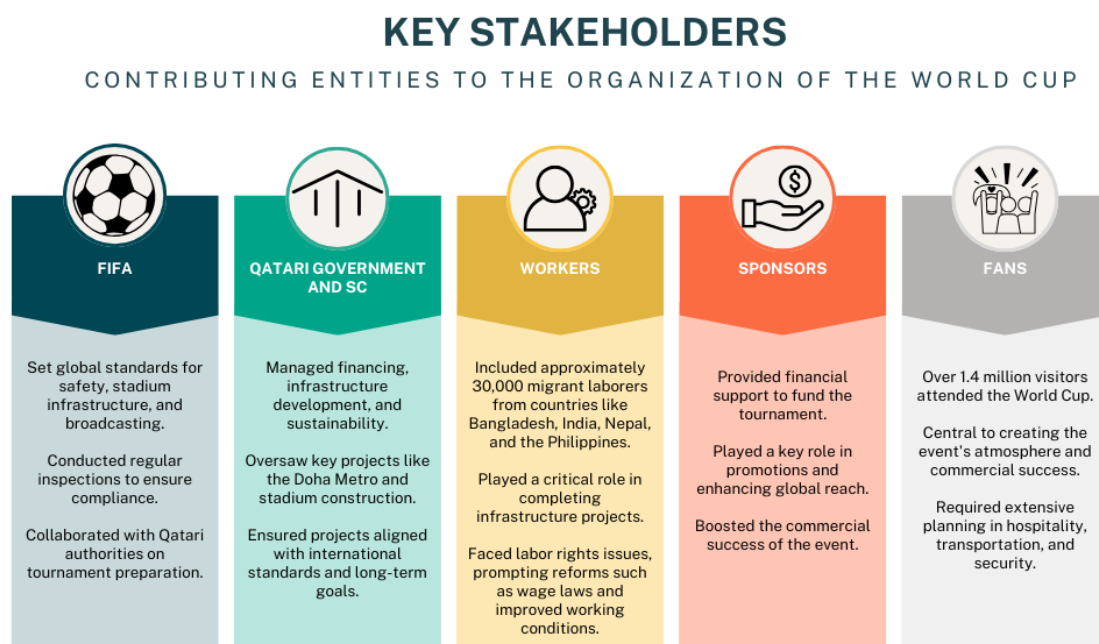 KEY STAKEHOLDERS
CONTRIBUTING ENTITIES TO THE ORGANIZATION OF THE WORLD CUP
FIFA
Set global standards for
safety, stadium
infrastructure, and
broadcasting.
Conducted regular
inspections to ensure
compliance.
Collaborated with Qatari
authorities on
tournament preparation.
QATARI GOVERNMENT
AND SC
Managed financing,
infrastructure
development, and
sustainability.
Oversaw key projects like
the Doha Metro and
stadium construction.
Ensured projects aligned
with international
standards and long-term
goals.
WORKERS
Included approximately
30,000 migrant laborers
from countries like
Bangladesh, India, Nepal,
and the Philippines.
Played a critical role in
completing
infrastructure projects.
Faced labor rights issues,
prompting reforms such
as wage laws and
improved working
conditions.
$
SPONSORS
Provided financial
support to fund the
tournament.
Played a key role in
promotions and
enhancing global reach.
Boosted the commercial
success of the event.
FANS
Over 1.4 million visitors
attended the World Cup.
Central to creating the
event's atmosphere and
commercial success.
Required extensive
planning in hospitality,
transportation, and
security.